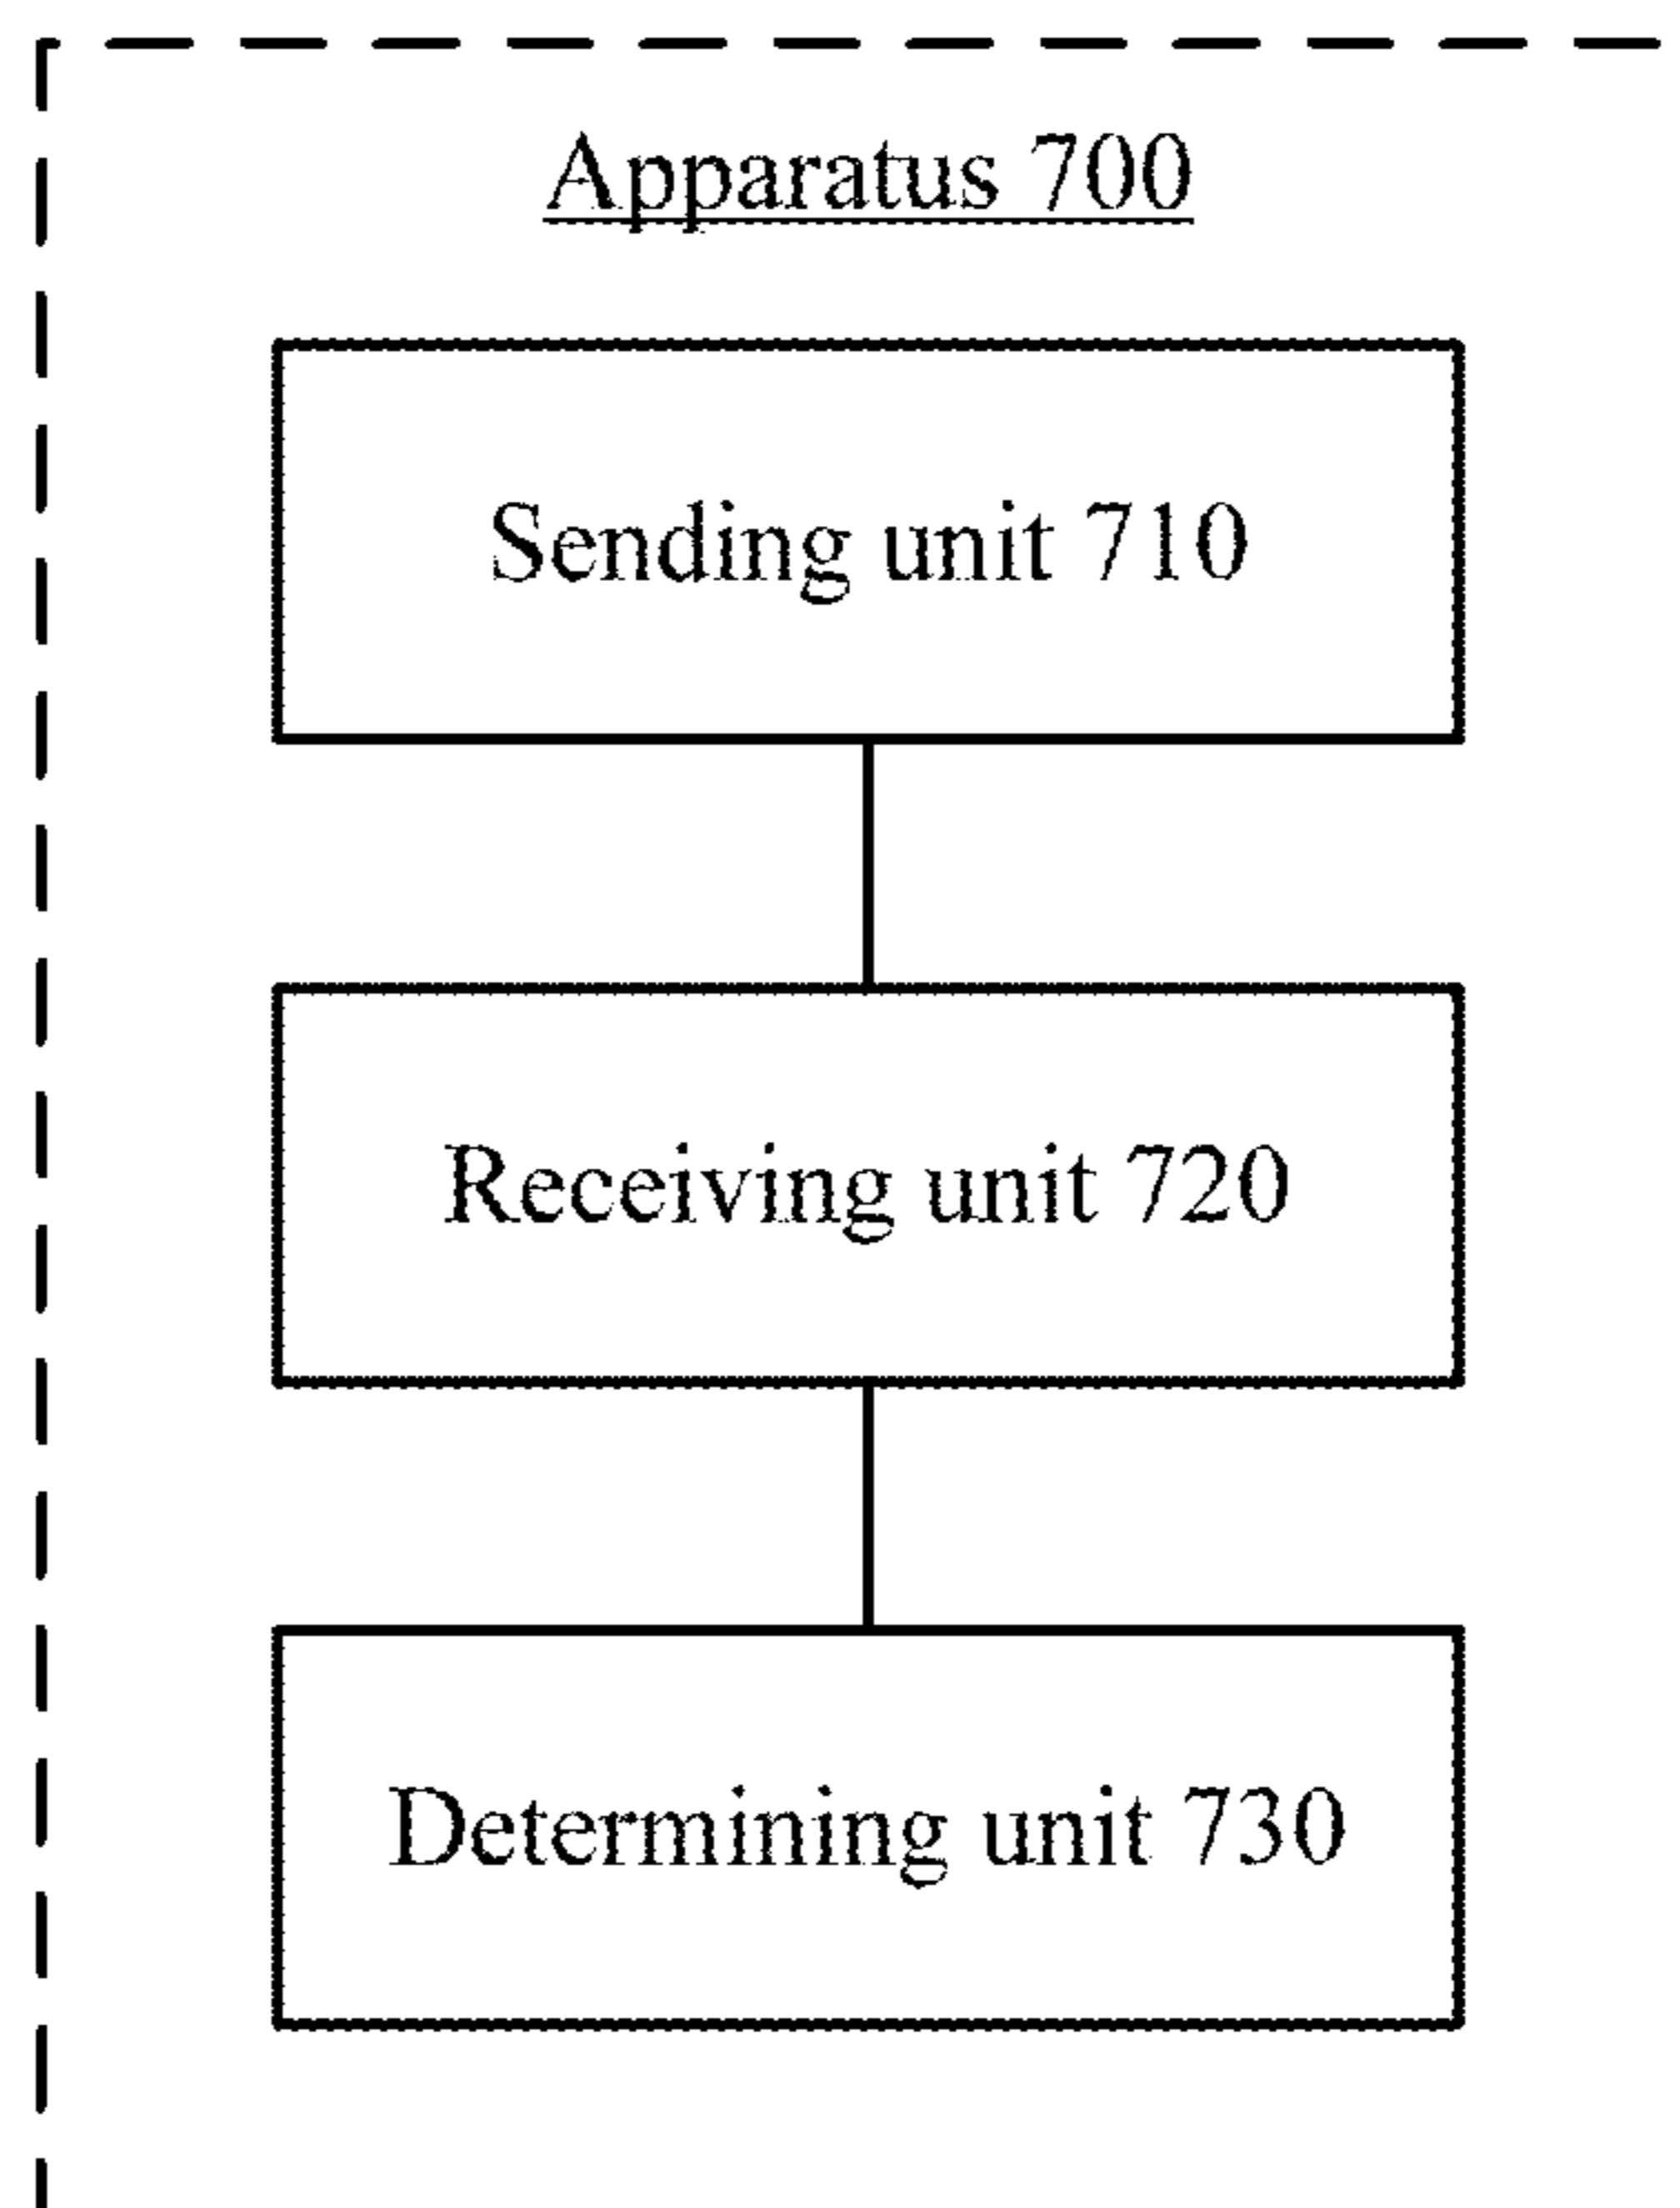 Apparatus 700
Sending unit 710
Receiving unit 720
Determining unit 730